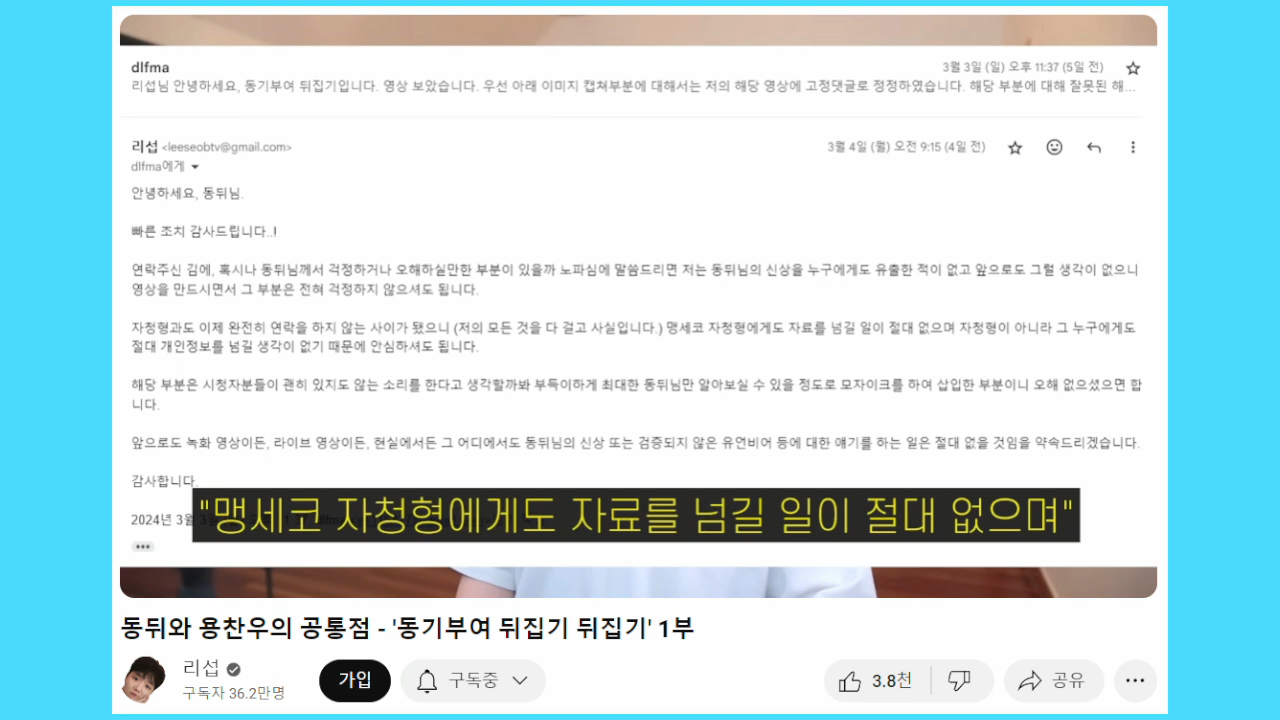 dlfma
3월 3일 (일) 오후 11:37 (5일 전)
리섭님 안녕하세요, 동기부여 뒤집기입니다. 영상 보았습니다. 우선 아래 이미지 캡쳐부분에 대해서는 저의 해당 영상에 고정댓글로 정정하였습니다. 해당 부분에 대해 잘못된 해...
리섭 <leeseobtv@gmail.com>
3월 4일 (월) 오전 9:15 (4일 전)
dlfma에게
안녕하세요, 동뒤님.
빠른 조치 감사드립니다..!
연락주신 김에, 혹시나 동뒤님께서 걱정하거나 오해하실만한 부분이 있을까 노파심에 말씀드리면 저는 동뒤님의 신상을 누구에게도 유출한 적이 없고 앞으로도 그럴 생각이 없으니
영상을 만드시면서 그 부분은 전혀 걱정하지 않으셔도 됩니다.
자청형과도 이제 완전히 연락을 하지 않는 사이가 됐으니 (저의 모든 것을 다 걸고 사실입니다.) 맹세코 자청형에게도 자료를 넘길 일이 절대 없으며 자청형이 아니라 그 누구에게도
절대 개인정보를 넘길 생각이 없기 때문에 안심하셔도 됩니다.
해당 부분은 시청자분들이 괜히 있지도 않는 소리를 한다고 생각할까봐 부득이하게 최대한 동뒤님만 알아보실 수 있을 정도로 모자이크를 하여 삽입한 부분이니 오해 없으셨으면 합
니다.
앞으로도 녹화 영상이든, 라이브 영상이든, 현실에서든 그 어디에서도 동뒤님의 신상 또는 검증되지 않은 유언비어 등에 대한 얘기를 하는 일은 절대 없을 것임을 약속드리겠습니다.
감사합니다.
"맹세코 자청형에게도 자료를 넘길 일이 절대 없으며"
2024년 3월
동뒤와 용찬우의 공통점 - '동기부여 뒤집기 뒤집기' 1부
리섭
구독자 36.2만명
가입
구독중
3.8천
공유